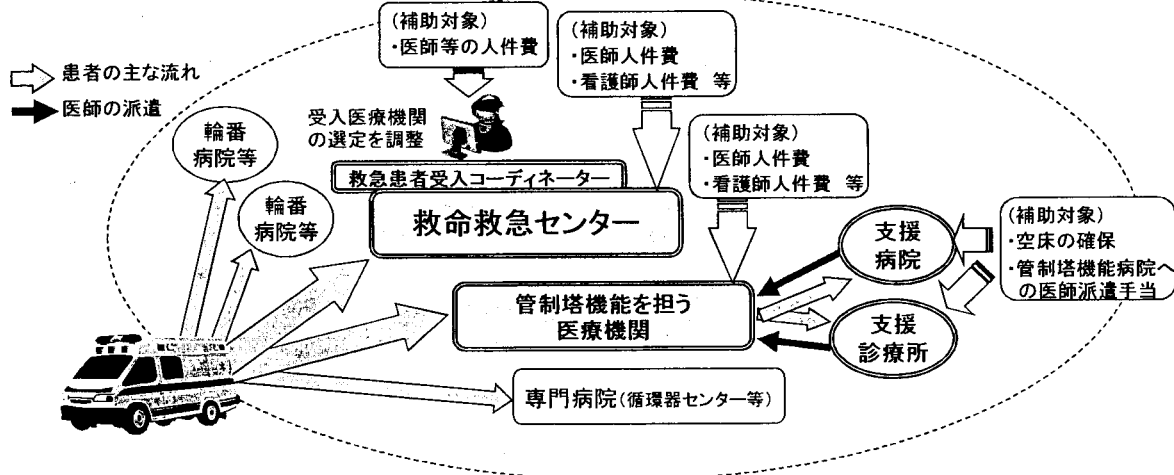 患者の主な流れ
医師の派遣
(補助対象)
・医師等の人件費
(補助対象)
・医師人件費
・看護師人件費 等
(補助対象)
・医師人件費
・看護師人件費 等
受入医療機関
の選定を調整
輪番
病院等
輪番
病院等
救急患者受入コーディネーター
救命救急センター
支援
病院
(補助対象)
・空床の確保
・管制塔機能病院へ
の医師派遣手当
管制塔機能を担う
医療機関
支援
診療所
専門病院(循環器センター等)